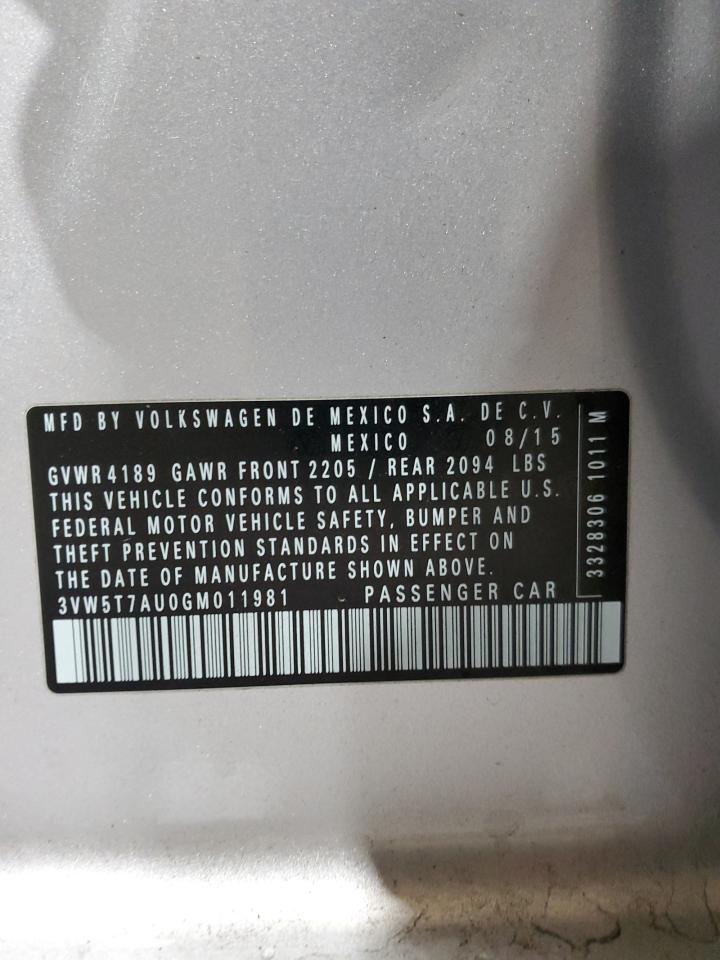 MFD BY VOLKSWAGEN DE MEXICO S.A. DE C.V.
MEXICO 08/15
GVWR 4189 GAWR FRONT 2205 / REAR 2094 LBS
THIS VEHICLE CONFORMS TO ALL APPLICABLE U.S.
FEDERAL MOTOR VEHICLE SAFETY, BUMPER AND
THEFT PREVENTION STANDARDS IN EFFECT ON
THE DATE OF MANUFACTURE SHOWN ABOVE.
3VW5T7AU0GM011981 PASSENGER CAR
3328306 1011 M